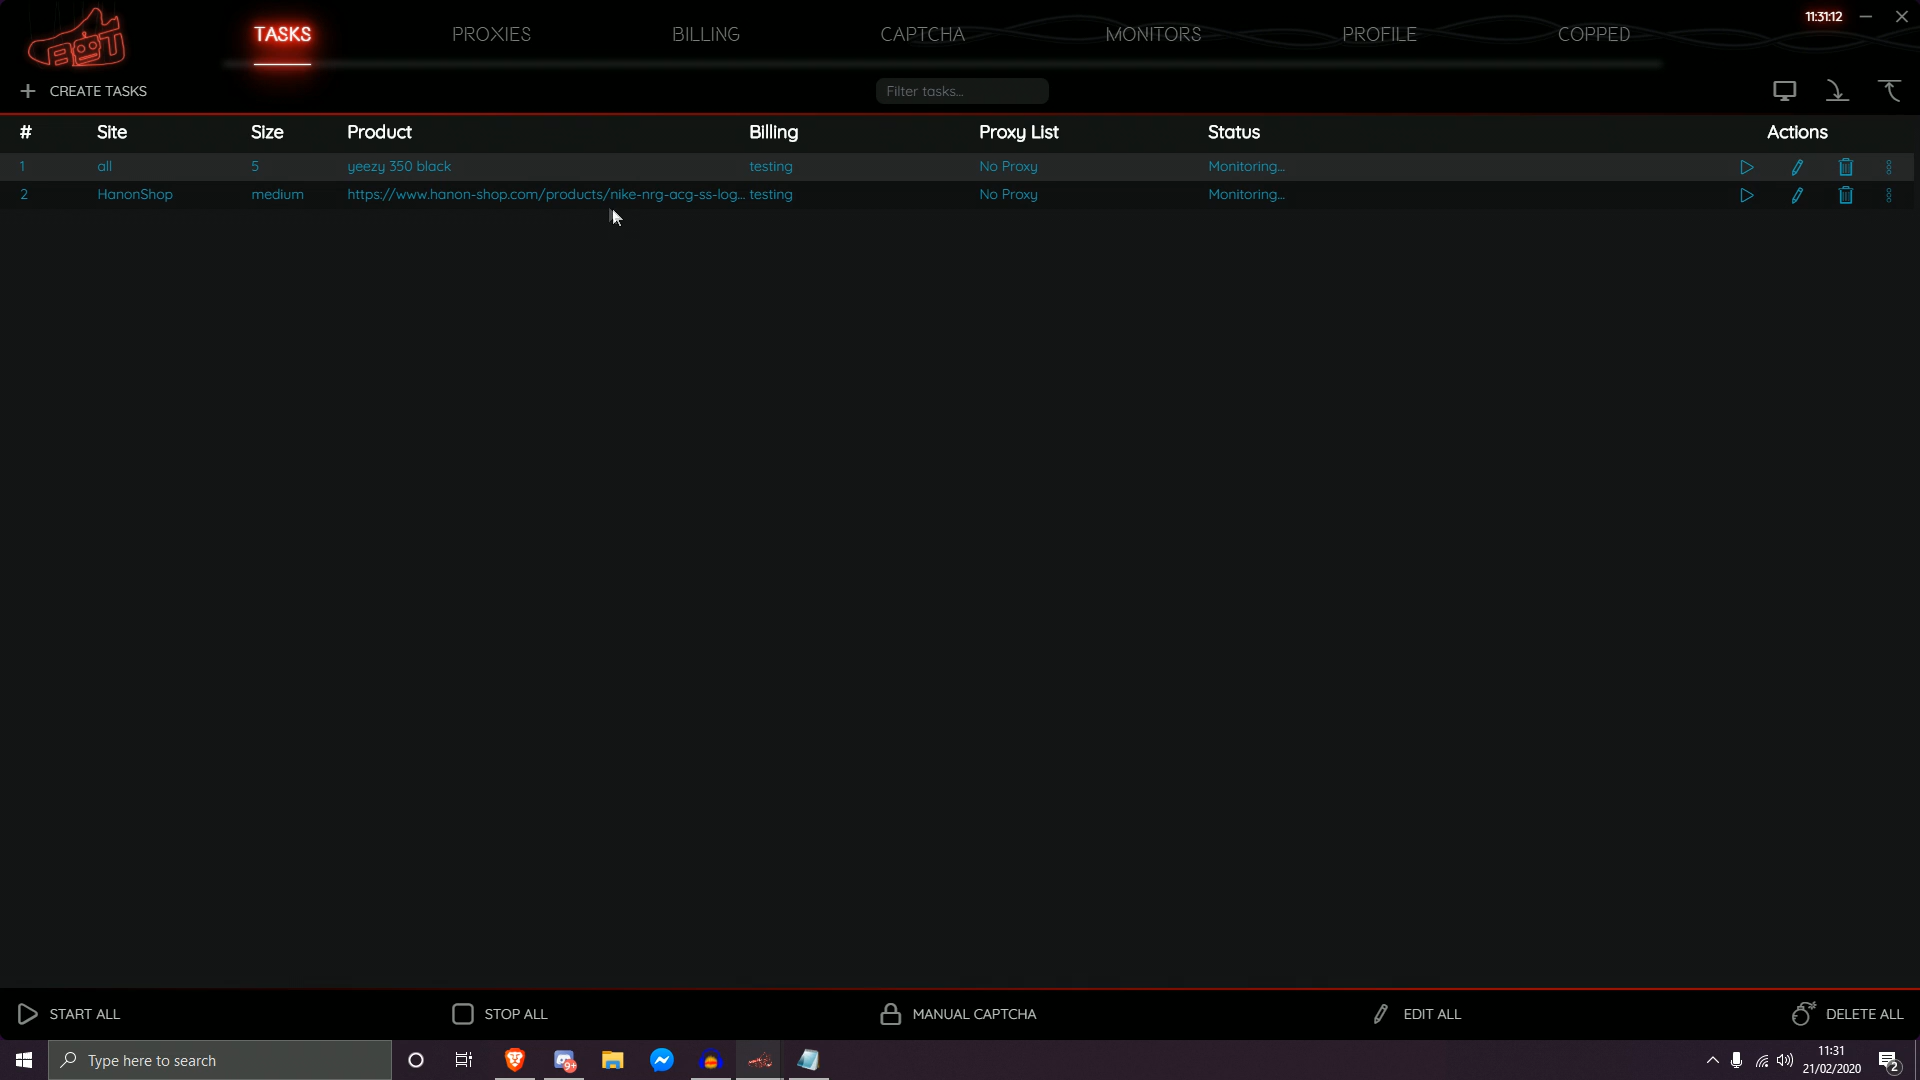 11:31:12
TASKS PROXIES BILLING CAPTCHA MONITORS PROFILE COPPED
CREATE TASKS
Filter tasks...
# Site Size Product Billing Proxy List Status Actions
1 all 5 yeezy 350 black testing No Proxy Monitoring...
2 HanonShop medium https://www.hanon-shop.com/products/nike-nrg-acg-ss-log... testing No Proxy Monitoring...
START ALL STOP ALL MANUAL CAPTCHA EDIT ALL DELETE ALL
Type here to search
11:31
21/02/2020
2